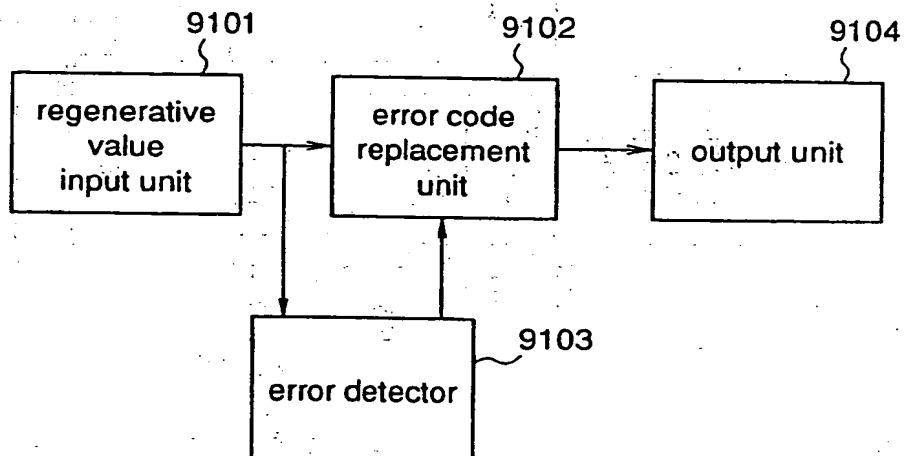 9101
9102
9104
regenerative
value
input unit
error code
replacement
unit
output unit
9103
error detector